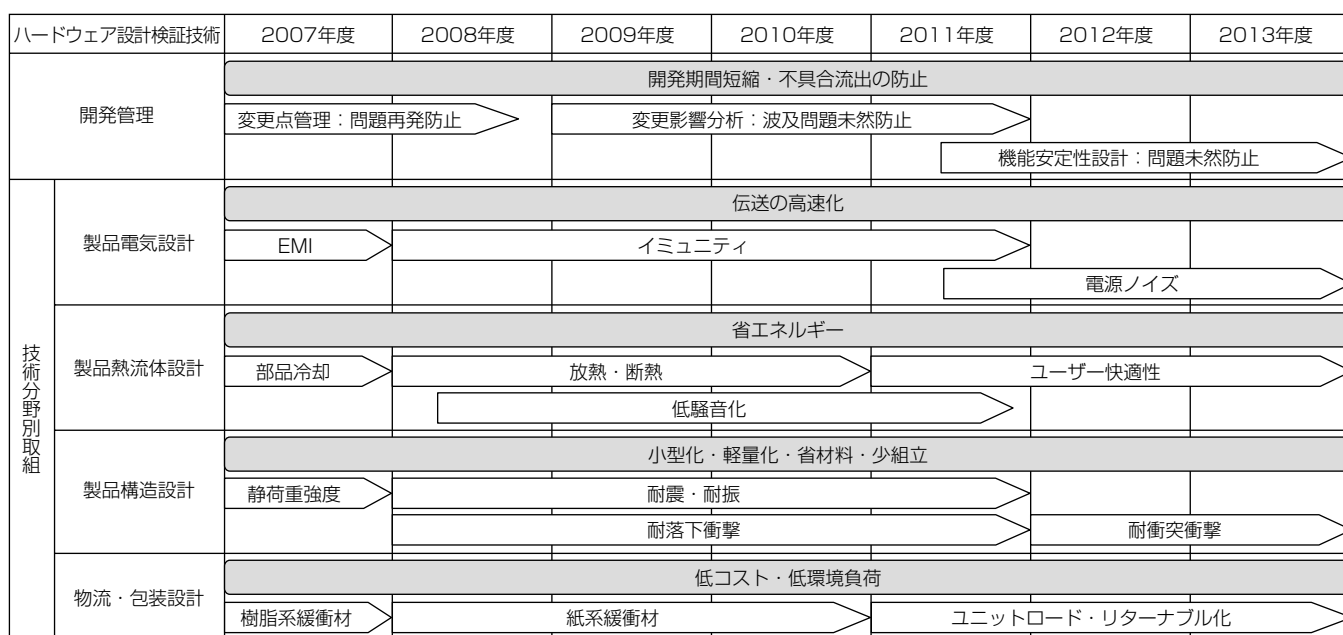 ハードウェア設計検証技術 2007年度 2008年度 2009年度 2010年度 2011年度 2012年度 2013年度
開発管理
開発期間短縮・不具合流出の防止
変更点管理：問題再発防止 変更影響分析：波及問題未然防止
機能安定性設計：問題未然防止
技術分野別取組
製品電気設計
伝送の高速化
EMI イミュニティ
電源ノイズ
製品熱流体設計
省エネルギー
部品冷却 放熱・断熱 ユーザー快適性
低騒音化
製品構造設計
小型化・軽量化・省材料・少組立
静荷重強度 耐震・耐振
耐落下衝撃 耐衝突衝撃
物流・包装設計
低コスト・低環境負荷
樹脂系緩衝材 紙系緩衝材 ユニットロード・リターナブル化